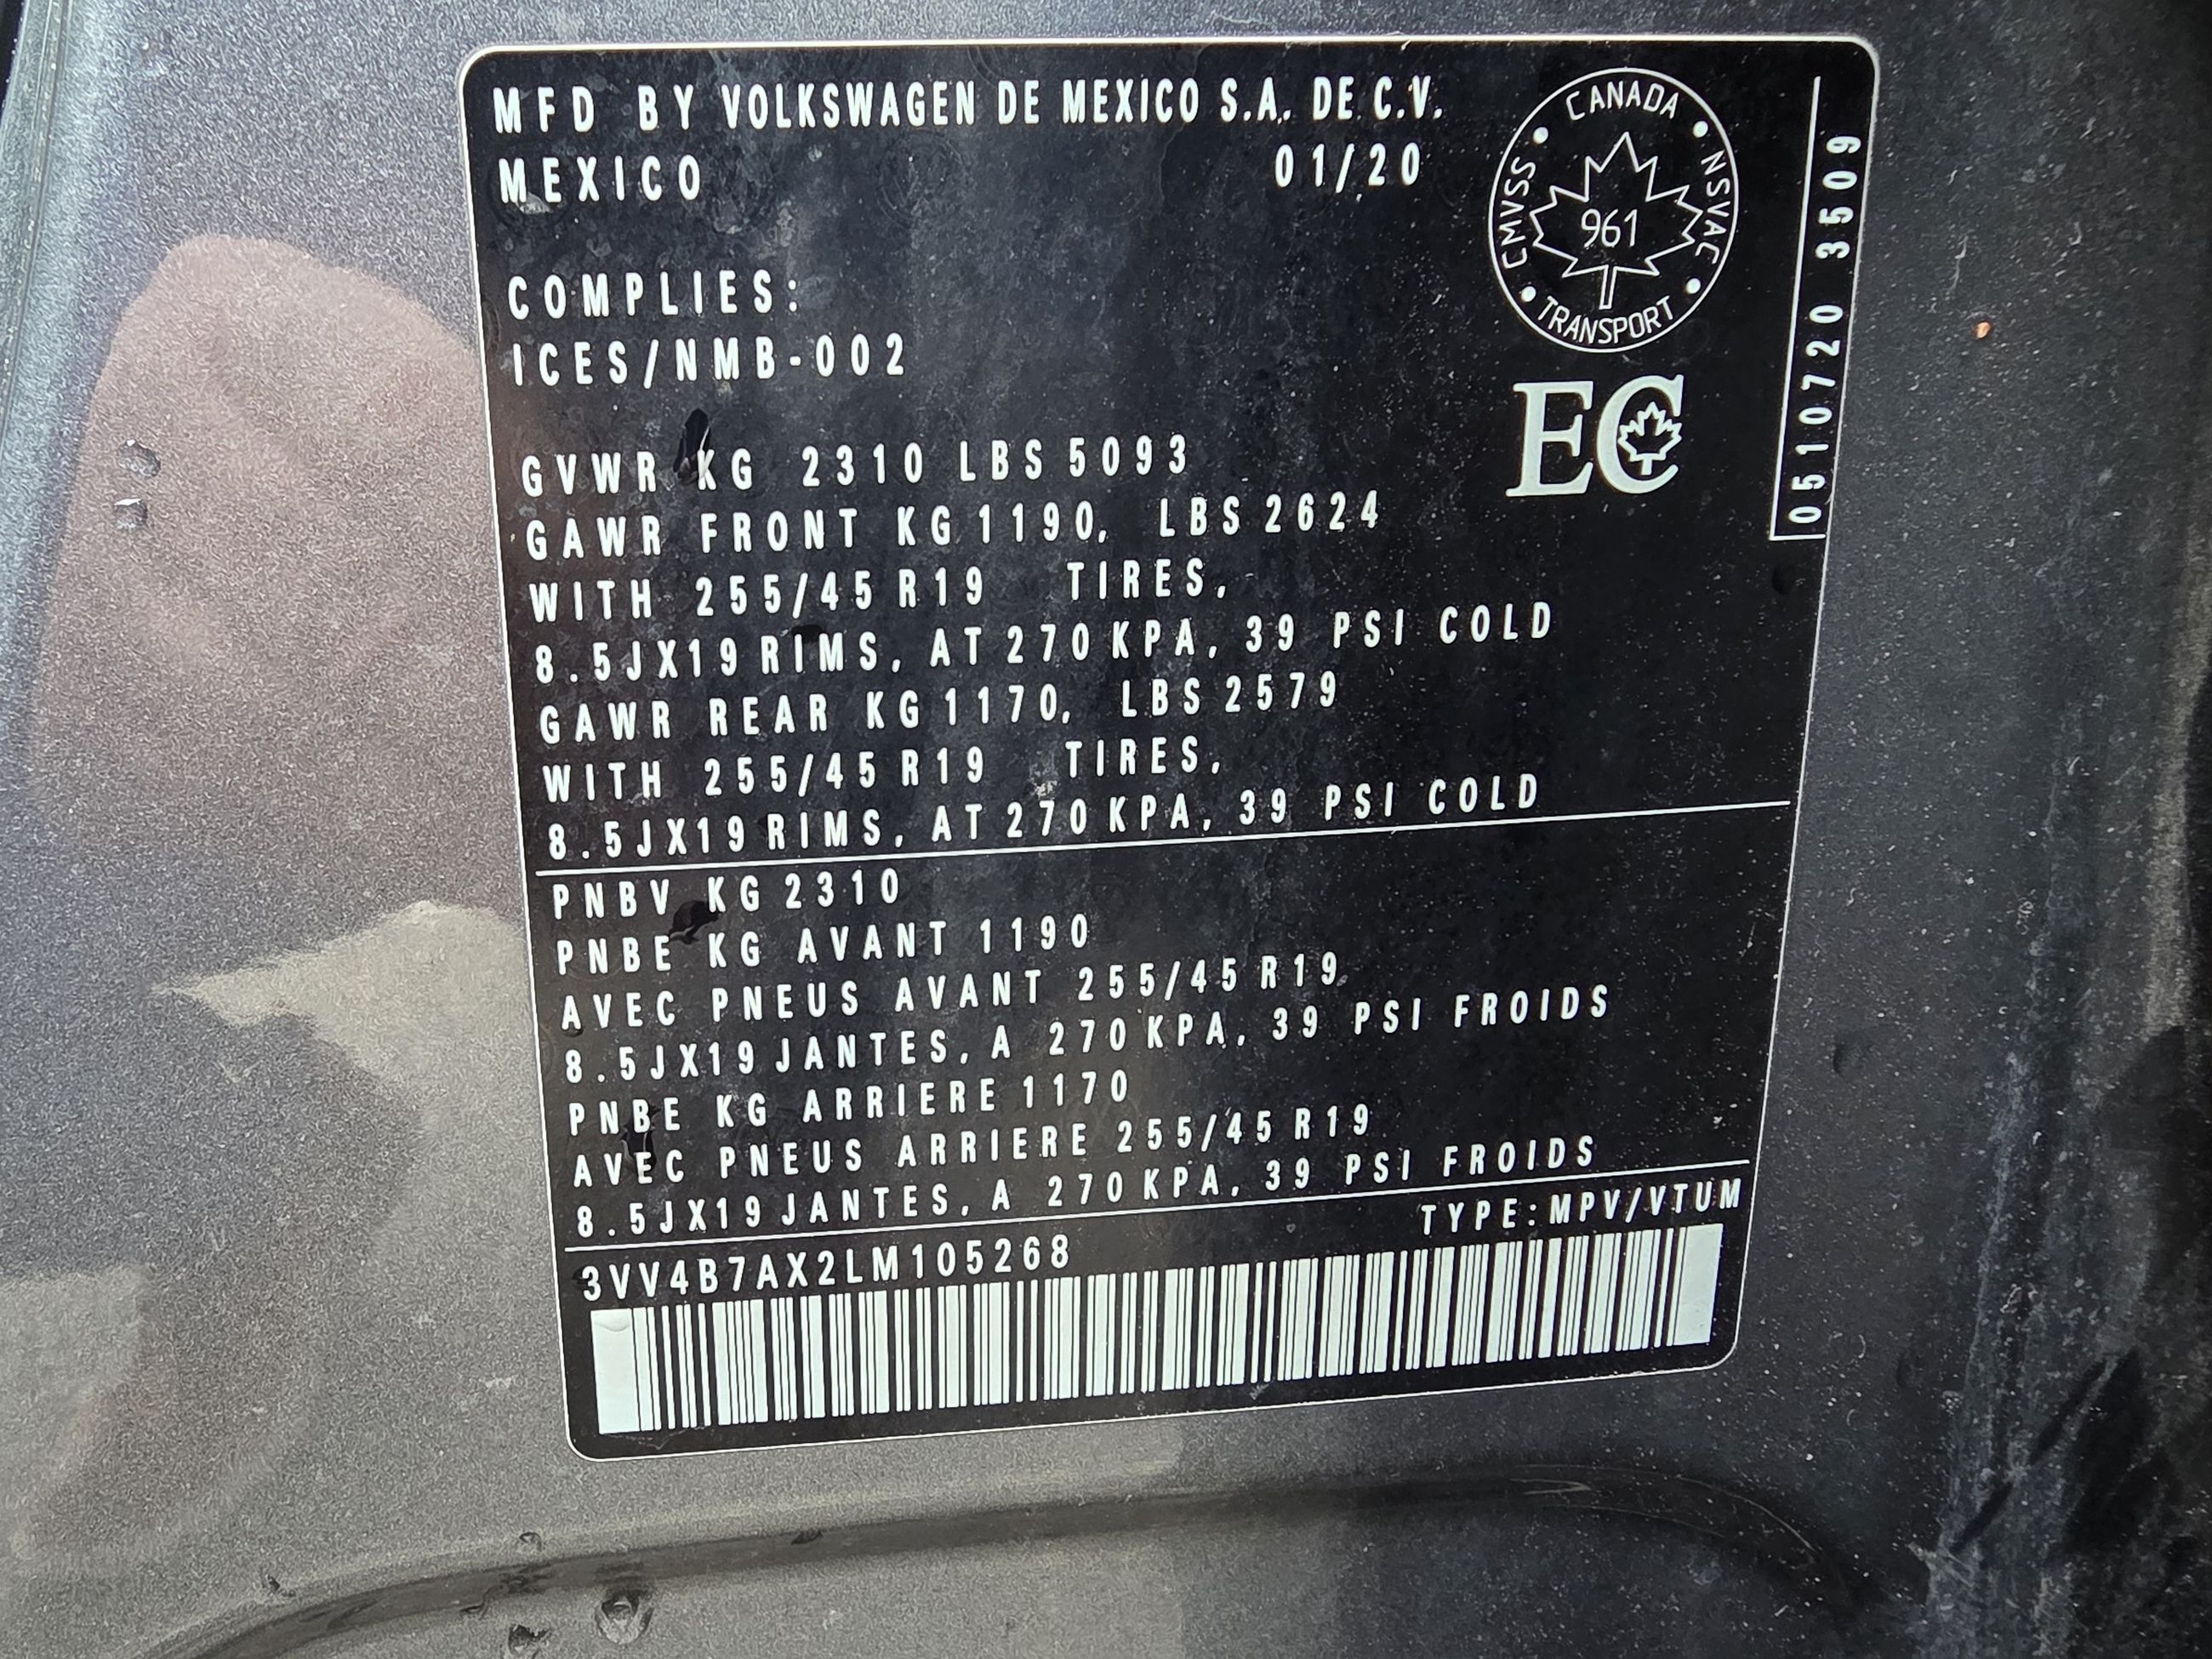 MFD BY VOLKSWAGEN DE MEXICO S.A. DE C.V.
MEXICO 01/20
CANADA
CMVSS
NSVAC
961
TRANSPORT
EC
0510720 3509
COMPLIES:
ICES/NMB-002
GVWR KG 2310 LBS 5093
GAWR FRONT KG 1190, LBS 2624
WITH 255/45 R19 TIRES,
8.5JX19 RIMS, AT 270 KPA, 39 PSI COLD
GAWR REAR KG 1170, LBS 2579
WITH 255/45 R19 TIRES,
8.5JX19 RIMS, AT 270 KPA, 39 PSI COLD
PNBV KG 2310
PNBE KG AVANT 1190
AVEC PNEUS AVANT 255/45 R19
8.5JX19 JANTES, A 270 KPA, 39 PSI FROIDS
PNBE KG ARRIERE 1170
AVEC PNEUS ARRIERE 255/45 R19
8.5JX19 JANTES, A 270 KPA, 39 PSI FROIDS
TYPE:MPV/VTUM
3VV4B7AX2LM105268